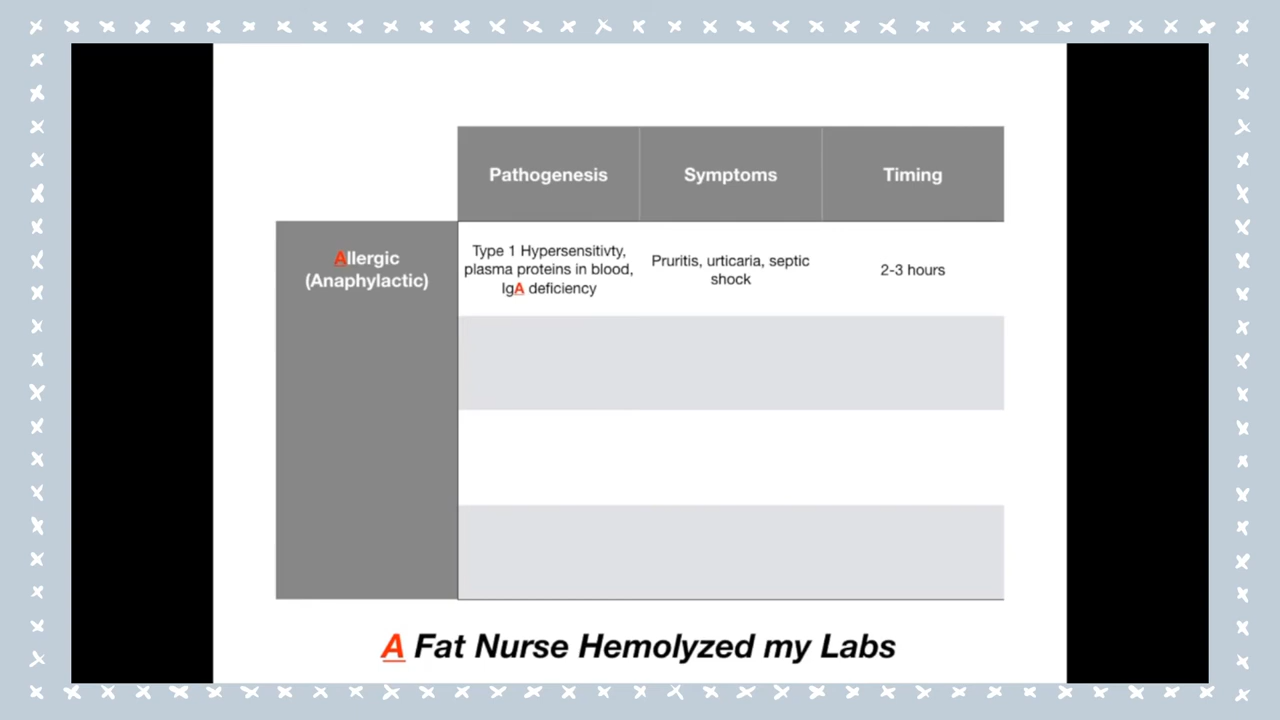 Pathogenesis Symptoms Timing
Allergic
(Anaphylactic)
Type 1 Hypersensitivty,
plasma proteins in blood,
IgA deficiency
Pruritis, urticaria, septic
shock
2-3 hours
A Fat Nurse Hemolyzed my Labs